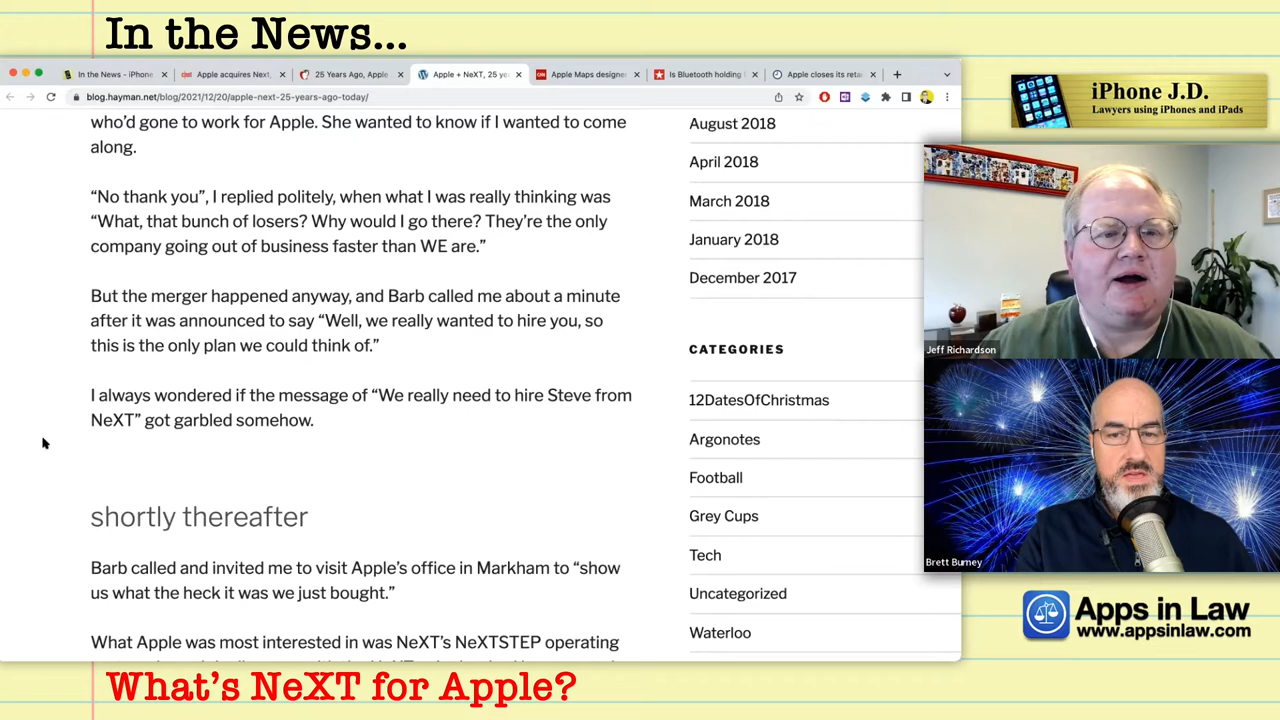 In the News...
In the News - iPhone
Apple acquires Next,
25 Years Ago, Apple
Apple + NeXT, 25 ye
Apple Maps designe
Is Bluetooth holding
Apple closes its reta
blog.hayman.net/blog/2021/12/20/apple-next-25-years-ago-today/
who'd gone to work for Apple. She wanted to know if I wanted to come
along.
“No thank you”, I replied politely, when what I was really thinking was
“What, that bunch of losers? Why would I go there? They're the only
company going out of business faster than WE are.”
But the merger happened anyway, and Barb called me about a minute
after it was announced to say “Well, we really wanted to hire you, so
this is the only plan we could think of.”
I always wondered if the message of “We really need to hire Steve from
NeXT” got garbled somehow.
shortly thereafter
Barb called and invited me to visit Apple's office in Markham to “show
us what the heck it was we just bought.”
What Apple was most interested in was NeXT's NeXTSTEP operating
August 2018
April 2018
March 2018
January 2018
December 2017
CATEGORIES
12DatesOfChristmas
Argonotes
Football
Grey Cups
Tech
Uncategorized
Waterloo
iPhone J.D.
Lawyers using iPhones and iPads
Jeff Richardson
Brett Burney
Apps in Law
www.appsinlaw.com
What's NeXT for Apple?